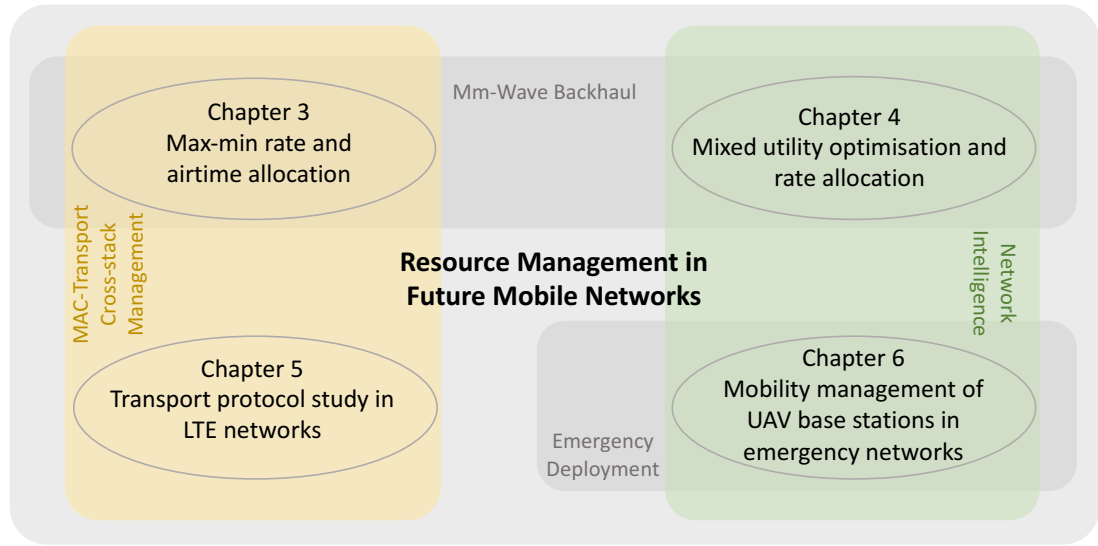 Mm-Wave Backhaul
Chapter 3
Max-min rate and
airtime allocation
Chapter 4
Mixed utility optimisation and
rate allocation
MAC-Transport
Cross-stack
Management
Resource Management in
Future Mobile Networks
Network
Intelligence
Chapter 5
Transport protocol study in
LTE networks
Chapter 6
Mobility management of
UAV base stations in
emergency networks
Emergency
Deployment